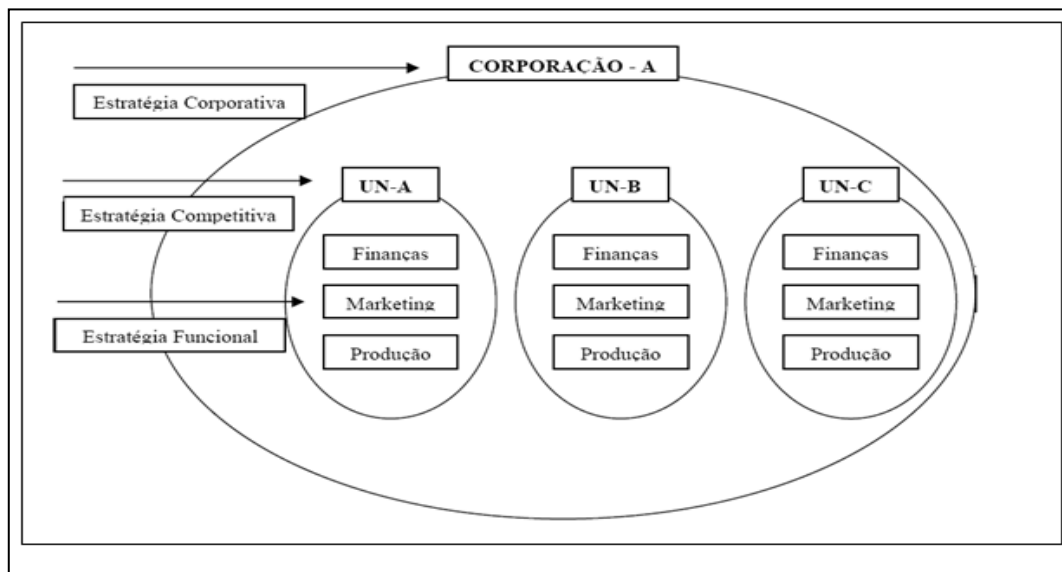 CORPORAÇÃO - A
Estratégia Corporativa
UN-A
UN-B
UN-C
Estratégia Competitiva
Finanças
Finanças
Finanças
Marketing
Marketing
Marketing
Estratégia Funcional
Produção
Produção
Produção